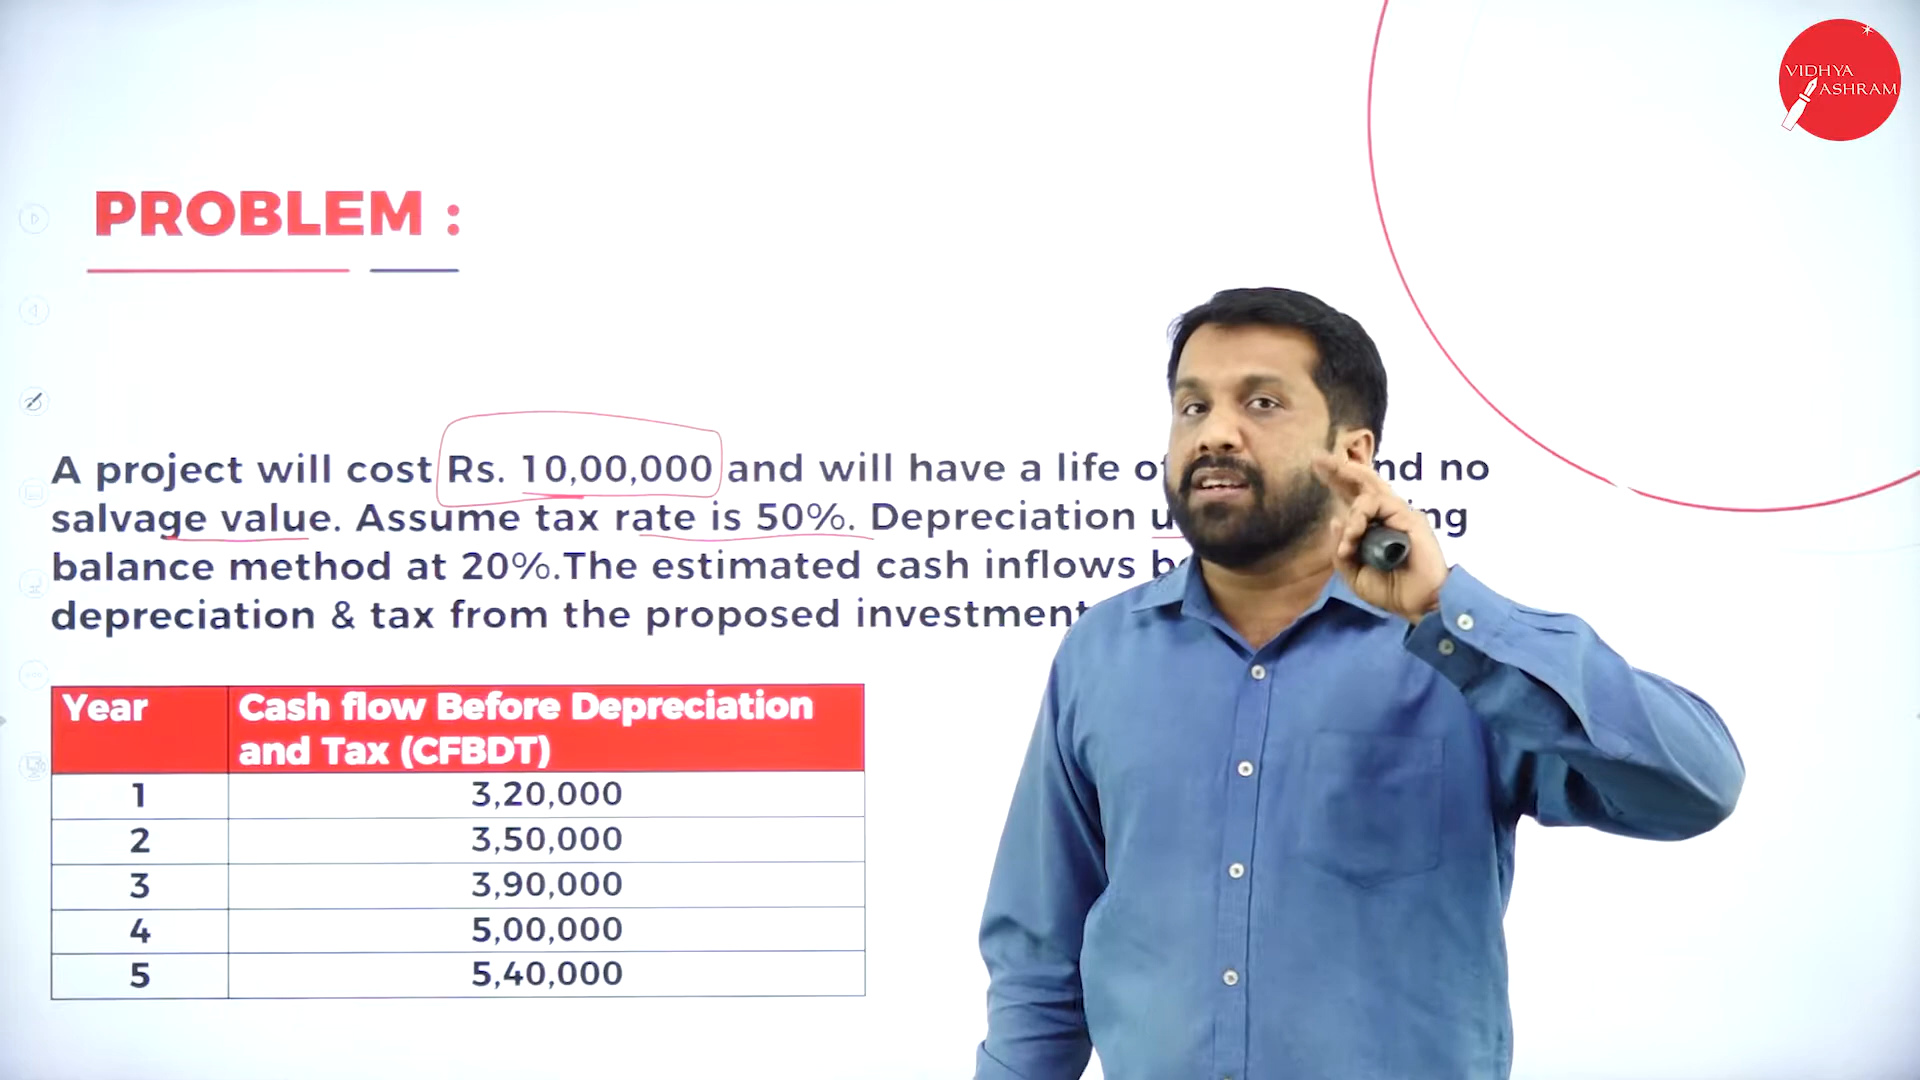 VIDHYA
ASHRAM
PROBLEM :
A project will cost Rs. 10,00,000 and will have a life of nd no
salvage value. Assume tax rate is 50%. Depreciation u ng
balance method at 20%.The estimated cash inflows b
depreciation & tax from the proposed investment
Year Cash flow Before Depreciation
and Tax (CFBDT)
1 3,20,000
2 3,50,000
3 3,90,000
4 5,00,000
5 5,40,000